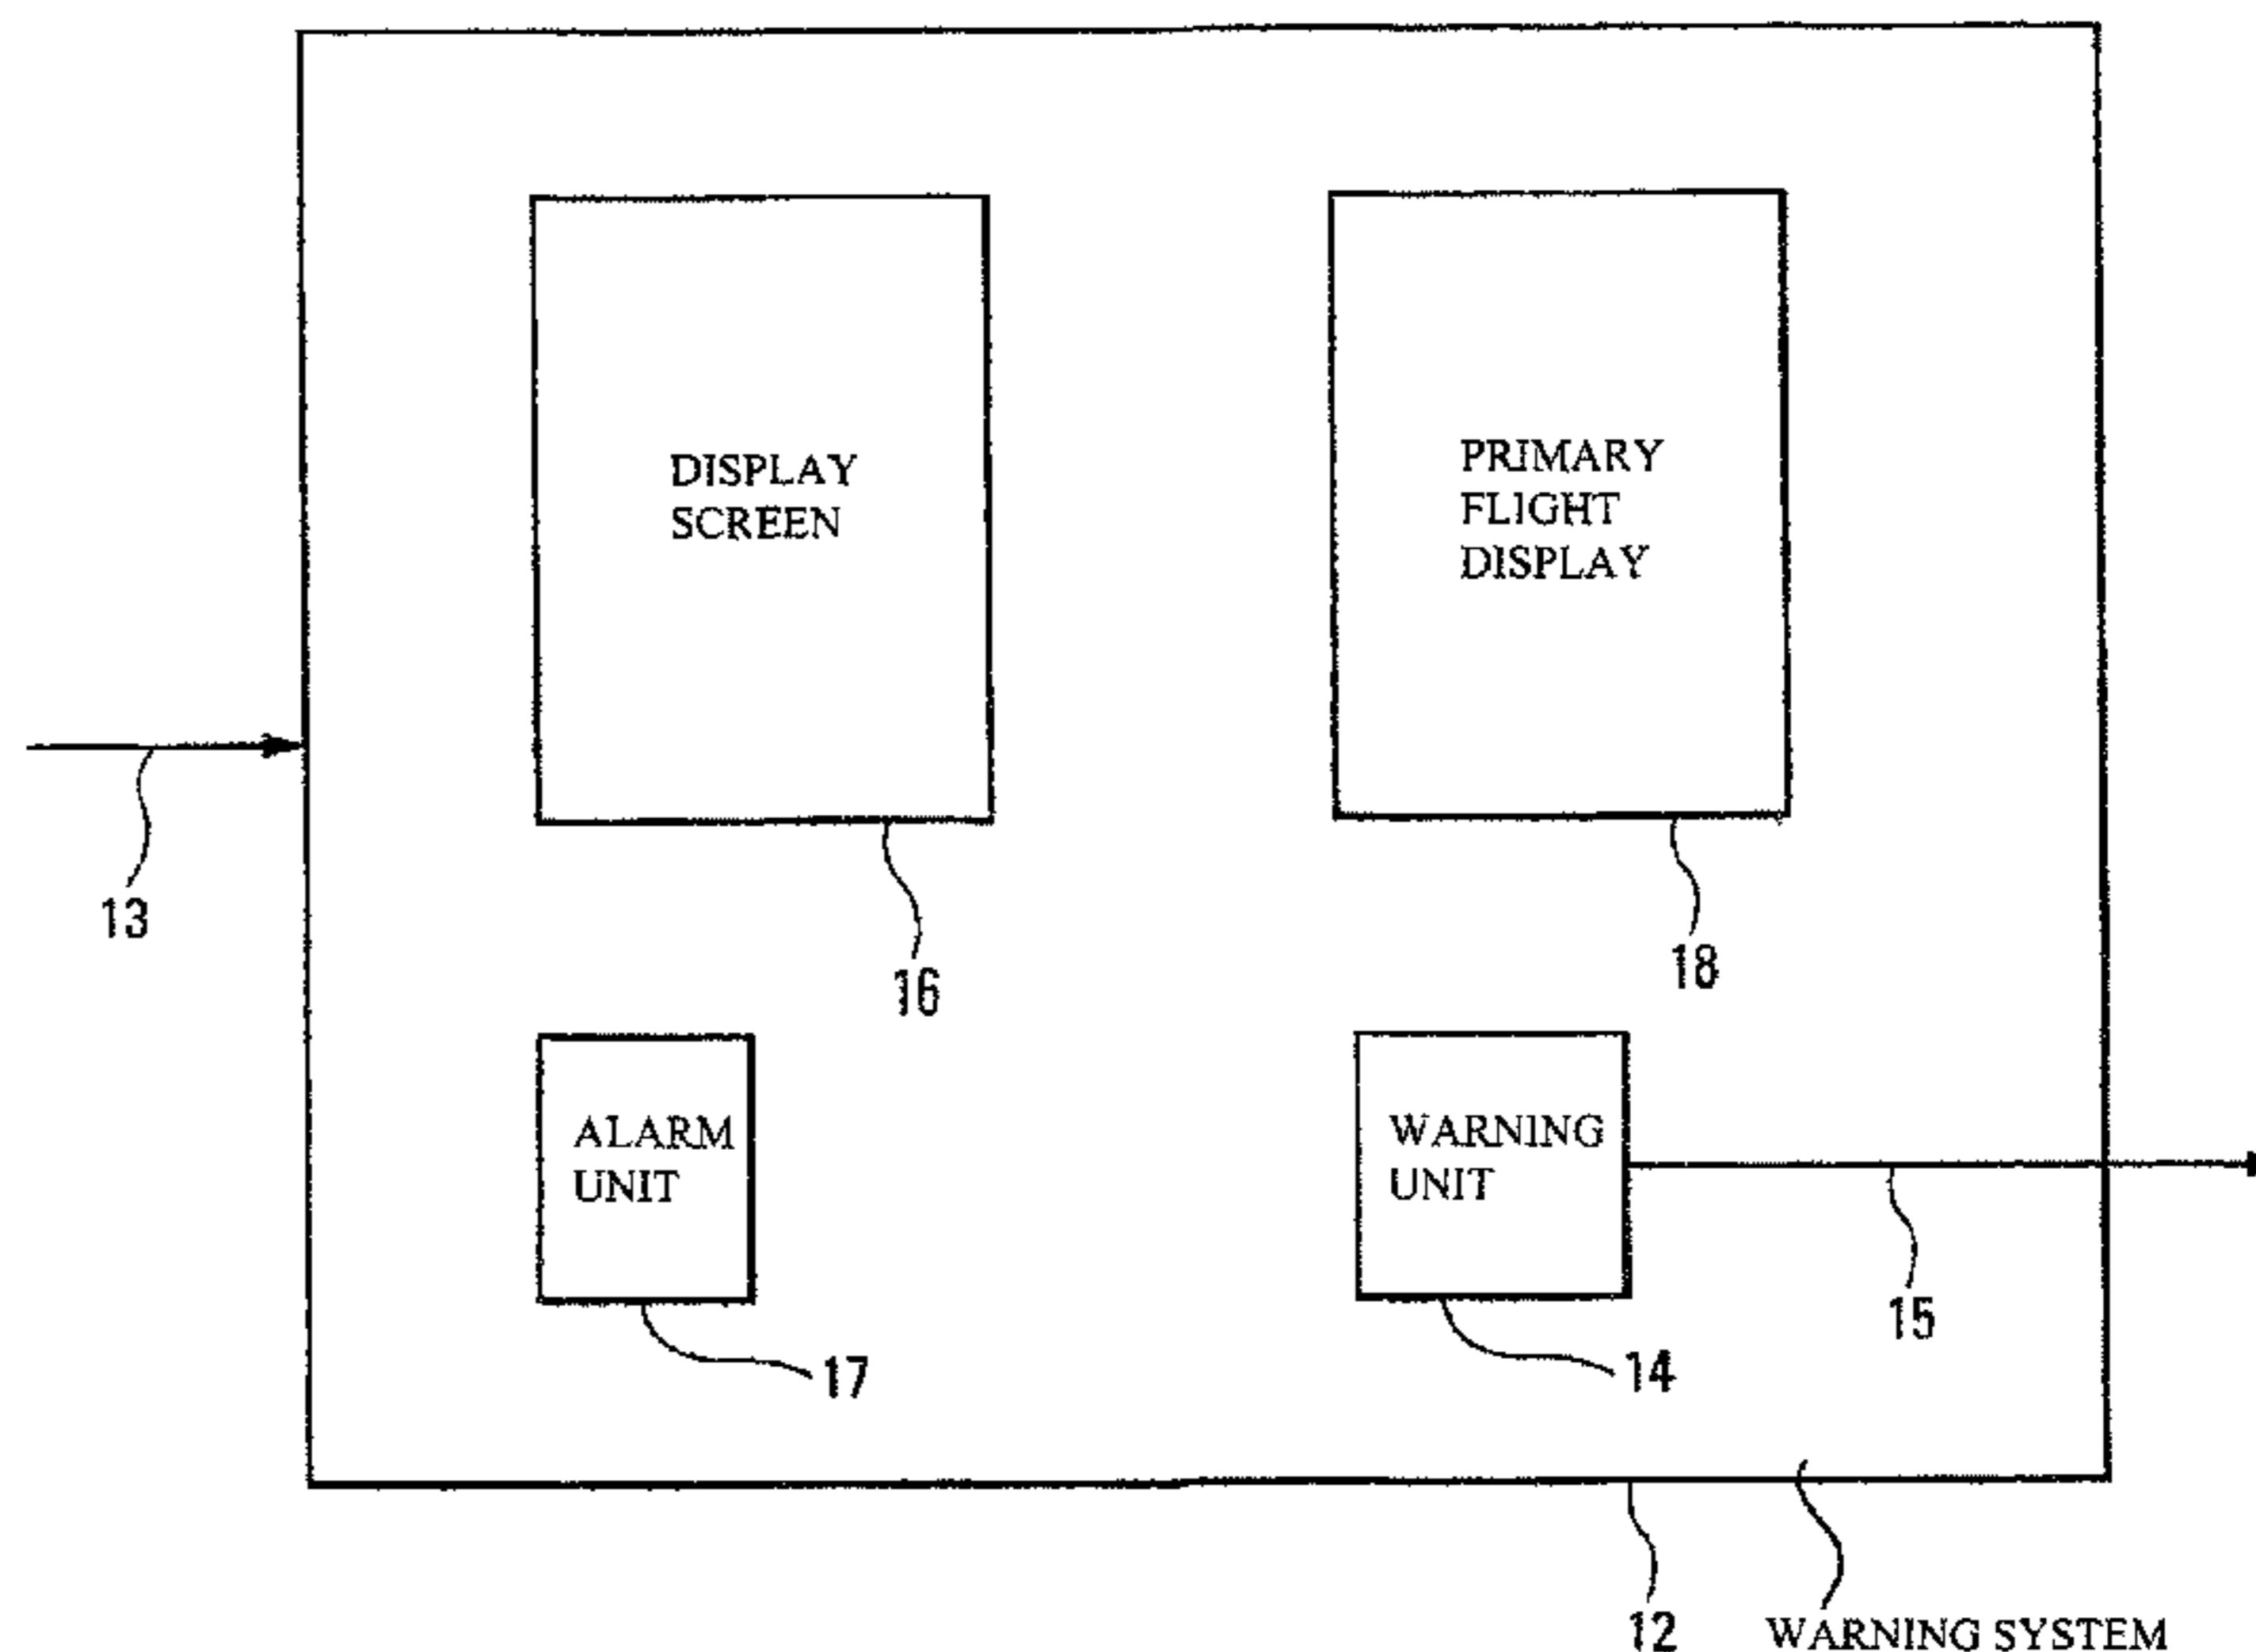 DISPLAY
SCREEN
PRIMARY
FLIGHT
DISPLAY
13
16
18
ALARM
UNIT
WARNING
UNIT
15
17
14
12
WARNING SYSTEM